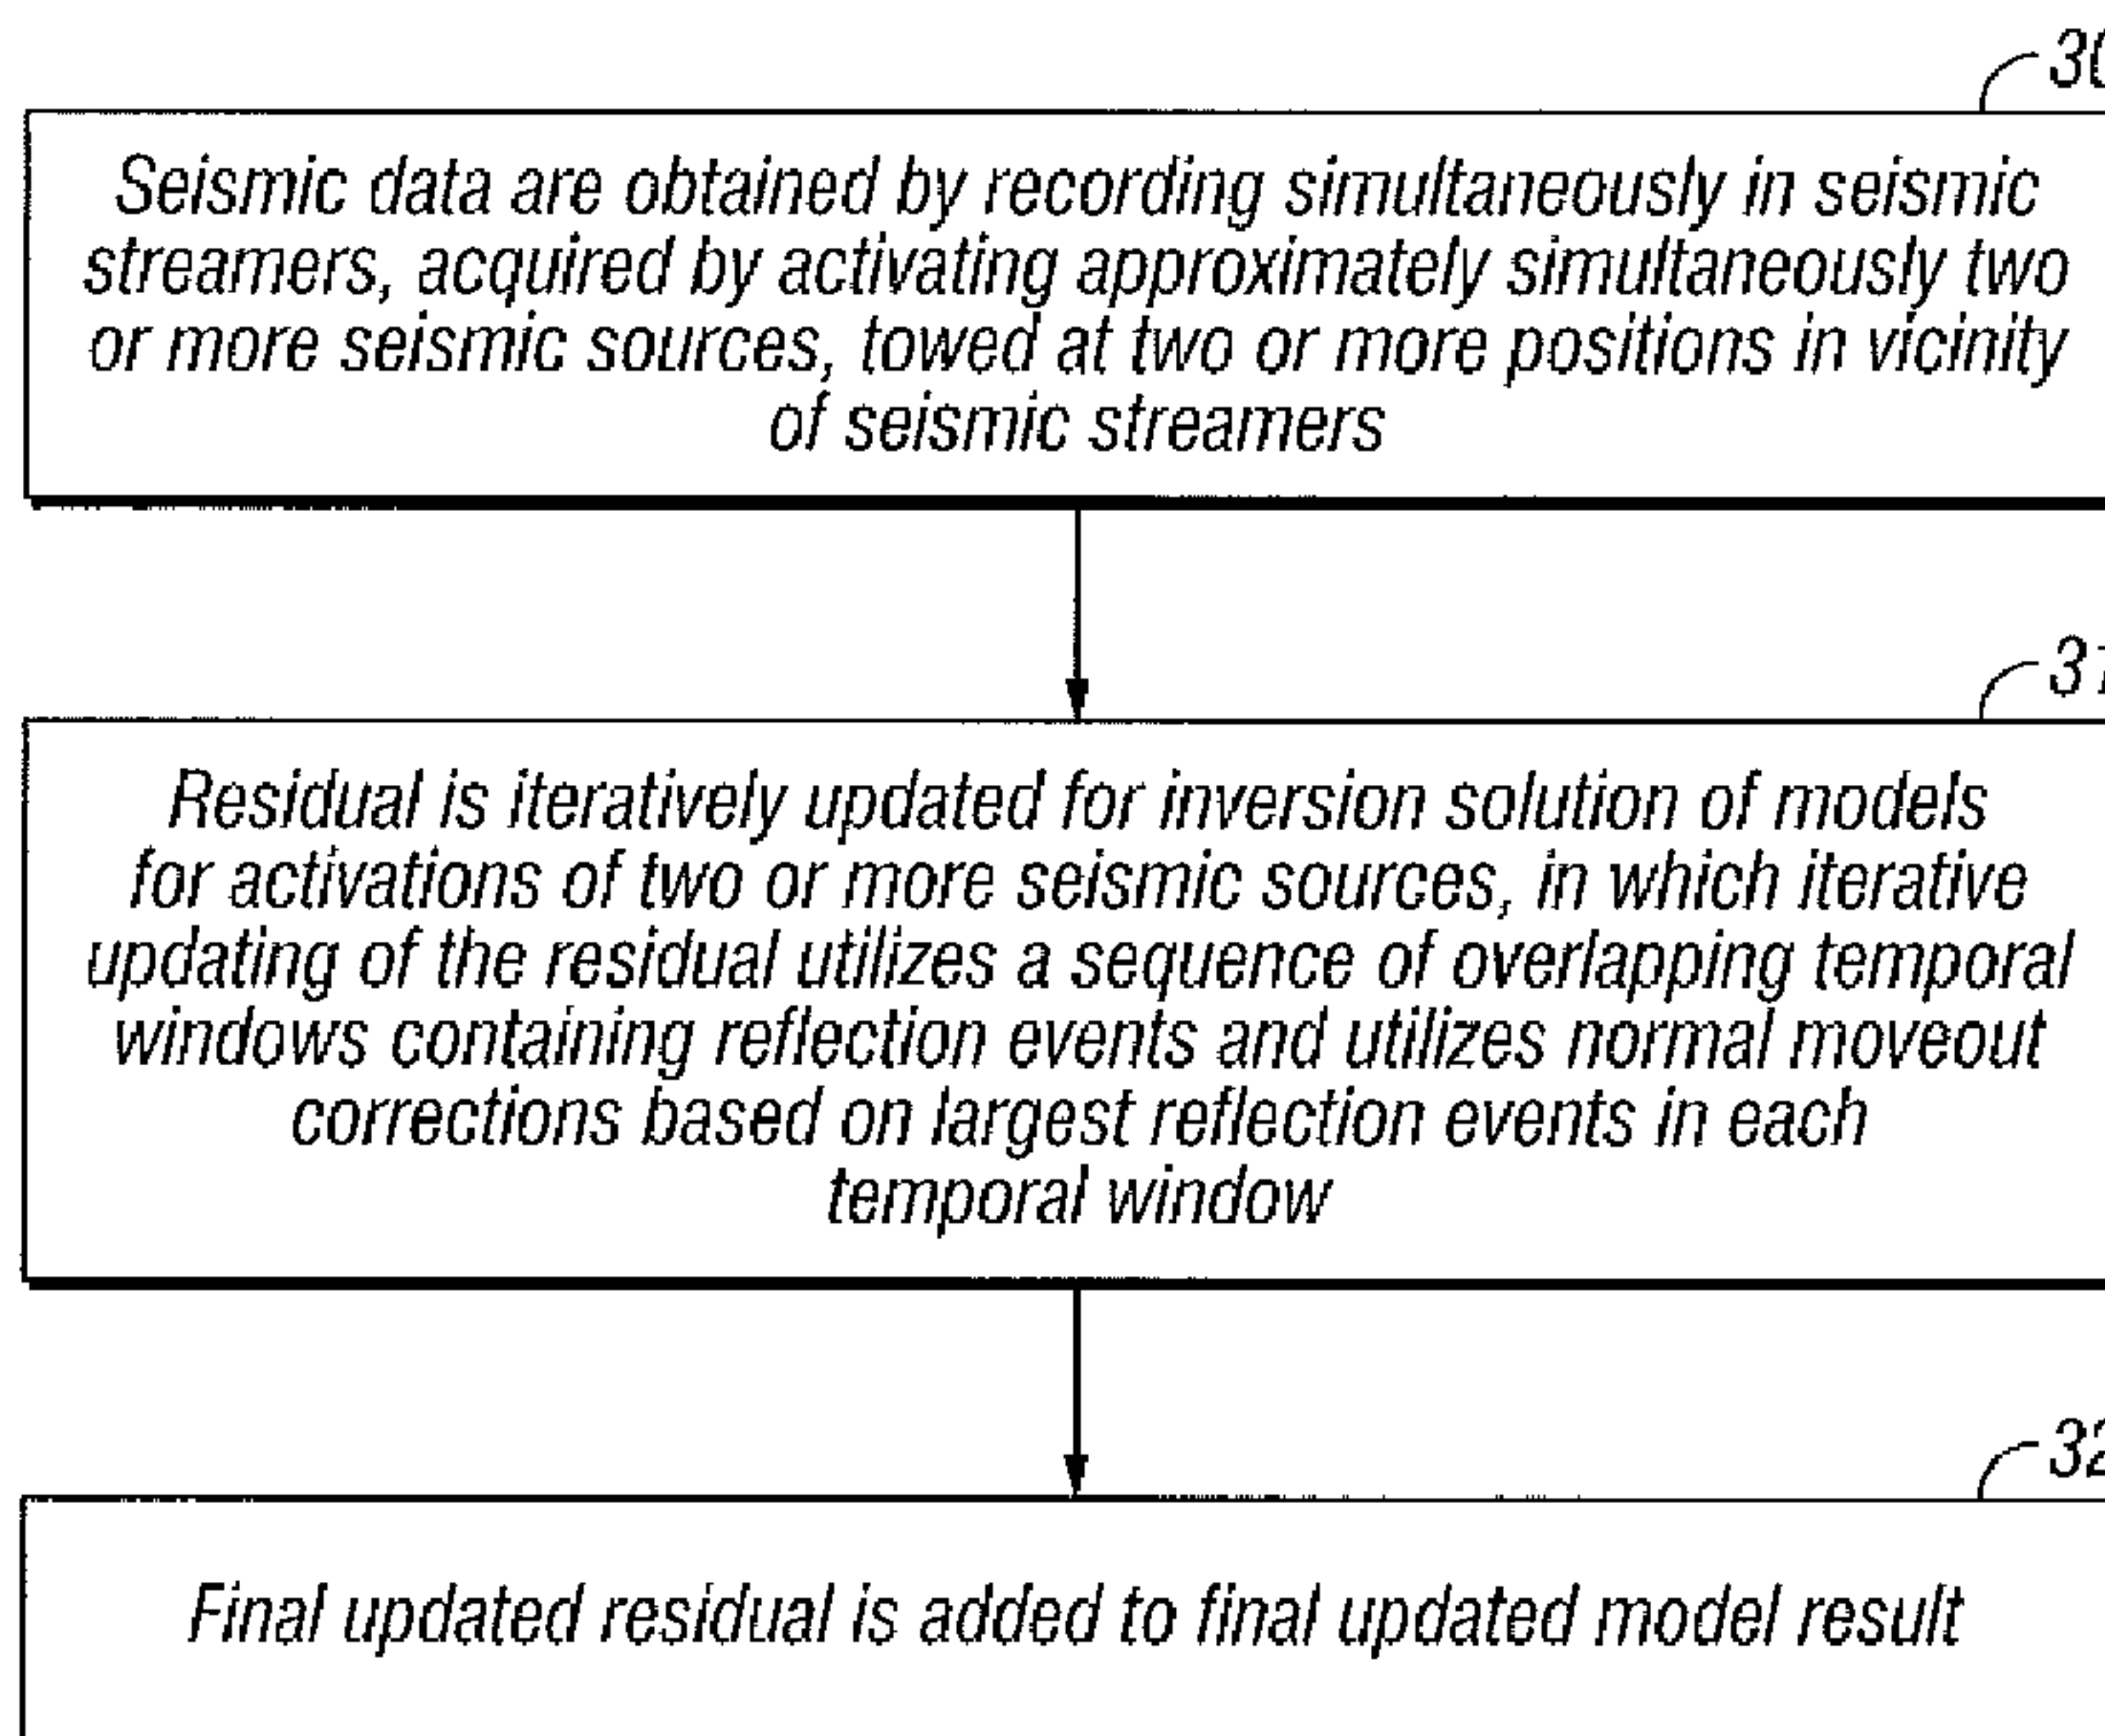 Seismic data are obtained by recording simultaneously in seismic
streamers, acquired by activating approximately simultaneously two
or more seismic sources, towed at two or more positions in vicinity
of seismic streamers
Residual is iteratively updated for inversion solution of models
for activations of two or more seismic sources, in which iterative
updating of the residual utilizes a sequence of overlapping temporal
windows containing reflection events and utilizes normal moveout
corrections based on largest reflection events in each
temporal window
Final updated residual is added to final updated model result